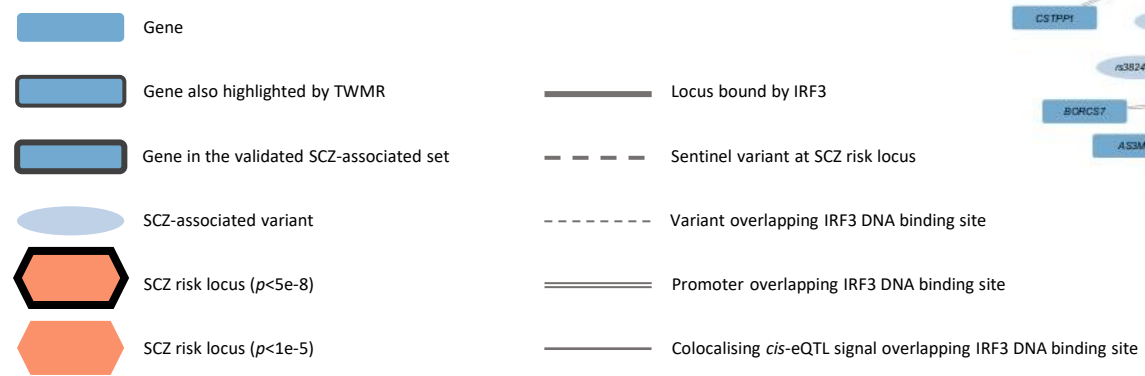 Gene
CSTPP1
rs3824
Gene also highlighted by TWMR
Locus bound by IRF3
BORCS7
Gene in the validated SCZ-associated set
Sentinel variant at SCZ risk locus
AS3M
SCZ-associated variant
Variant overlapping IRF3 DNA binding site
SCZ risk locus (p<5e-8)
Promoter overlapping IRF3 DNA binding site
SCZ risk locus (p<1e-5)
Colocalising cis-eQTL signal overlapping IRF3 DNA binding site